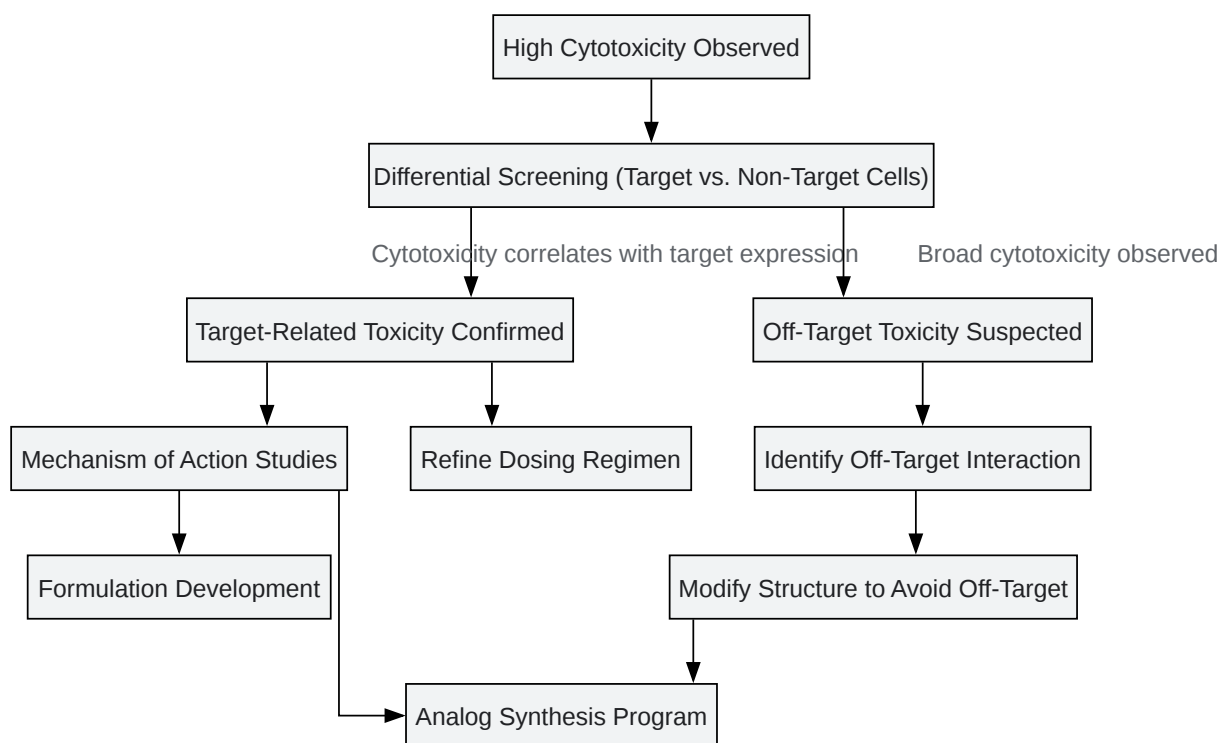 High Cytotoxicity Observed
Differential Screening (Target vs. Non-Target Cells)
Cytotoxicity correlates with target expression
Broad cytotoxicity observed
Target-Related Toxicity Confirmed
Off-Target Toxicity Suspected
Mechanism of Action Studies
Refine Dosing Regimen
Identify Off-Target Interaction
Formulation Development
Modify Structure to Avoid Off-Target
Analog Synthesis Program